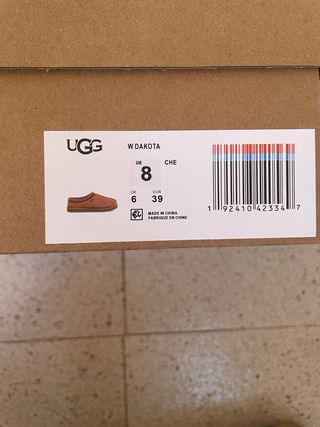 UGG
W DAKOTA
US
8
CHE
UK EUR
6 39
MADE IN CHINA
FABRIQUE EN CHINE
1 92410 42334 7